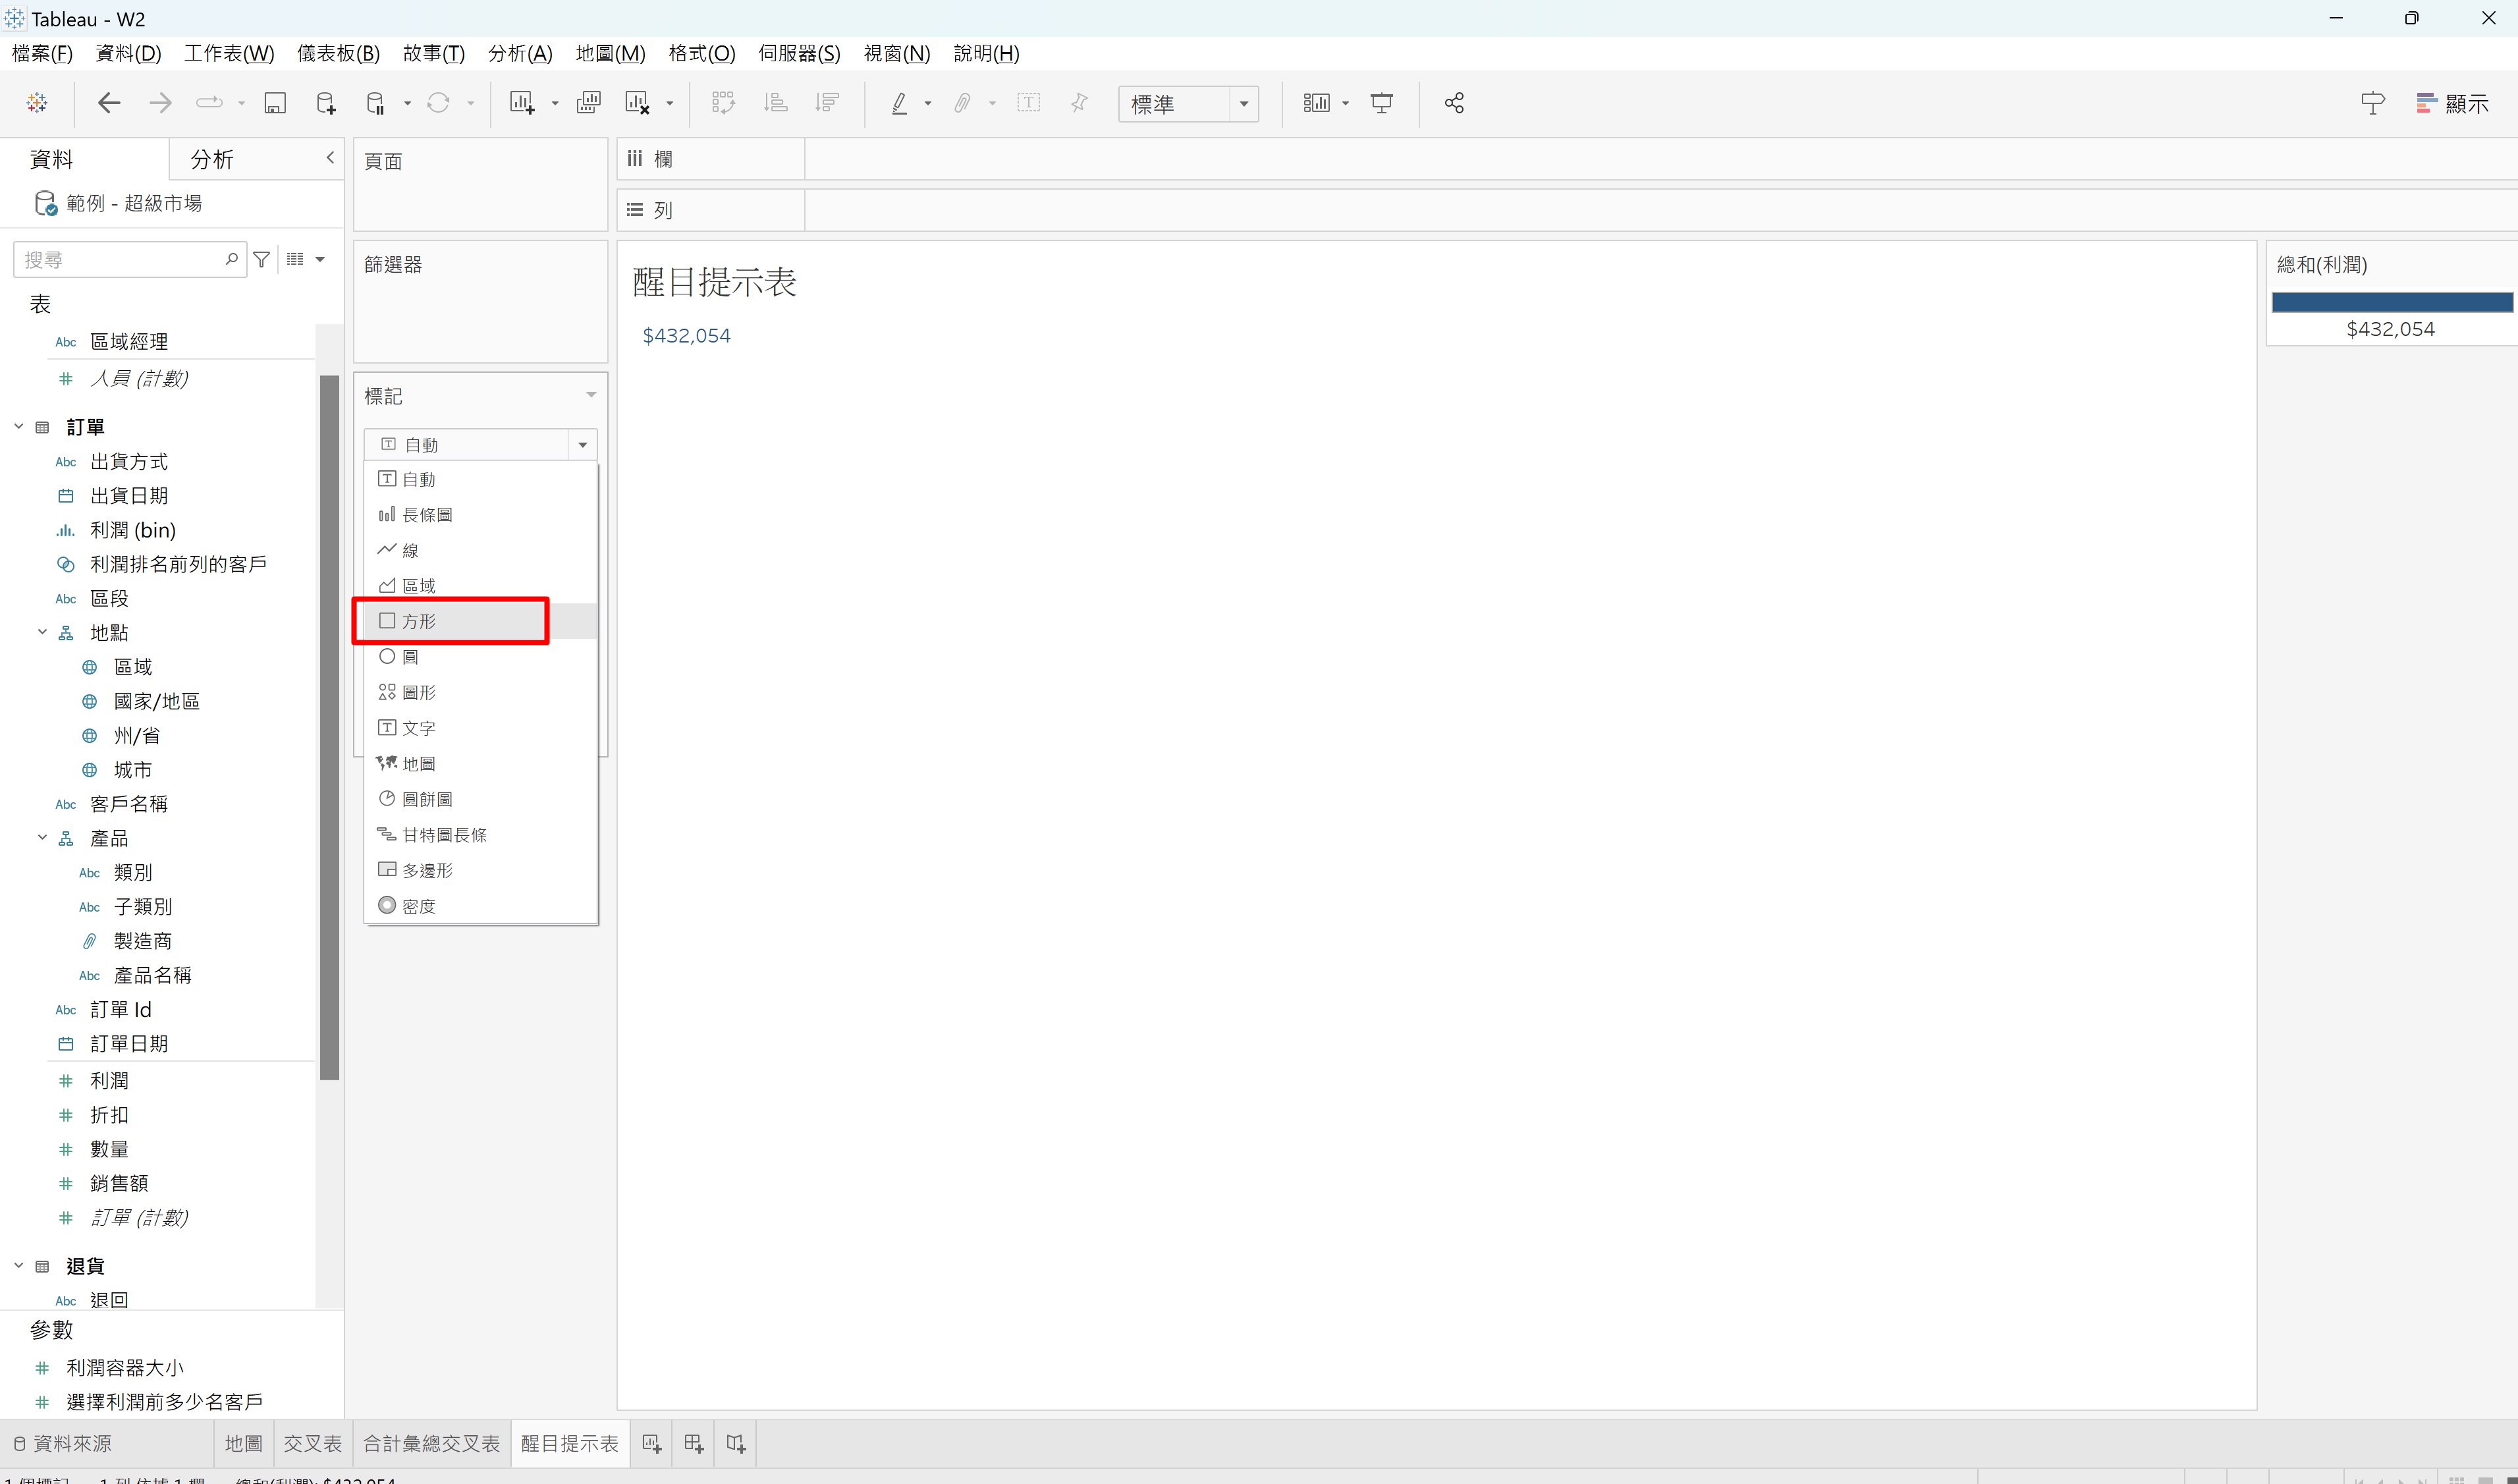 Tableau - W2
檔案(F) 資料(D) 工作表(W) 儀表板(B) 故事(T) 分析(A) 地圖(M) 格式(O) 伺服器(S) 視窗(N) 說明(H)
標準
顯示
資料
分析
範例 - 超級市場
搜尋
表
Abc 區域經理
人員 (計數)
訂單
Abc 出貨方式
出貨日期
利潤 (bin)
利潤排名前列的客戶
Abc 區段
地點
區域
國家/地區
州/省
城市
Abc 客戶名稱
產品
Abc 類別
Abc 子類別
製造商
Abc 產品名稱
Abc 訂單 Id
訂單日期
利潤
折扣
數量
銷售額
訂單 (計數)
退貨
Abc 退回
參數
利潤容器大小
選擇利潤前多少名客戶
頁面
篩選器
標記
自動
自動
長條圖
線
區域
方形
圓
圖形
文字
地圖
圓餅圖
甘特圖長條
多邊形
密度
欄
列
醒目提示表
$432,054
總和(利潤)
$432,054
資料來源
地圖
交叉表
合計彙總交叉表
醒目提示表
1 個標記 1 列 依據 1 欄 總和(利潤): $432,054